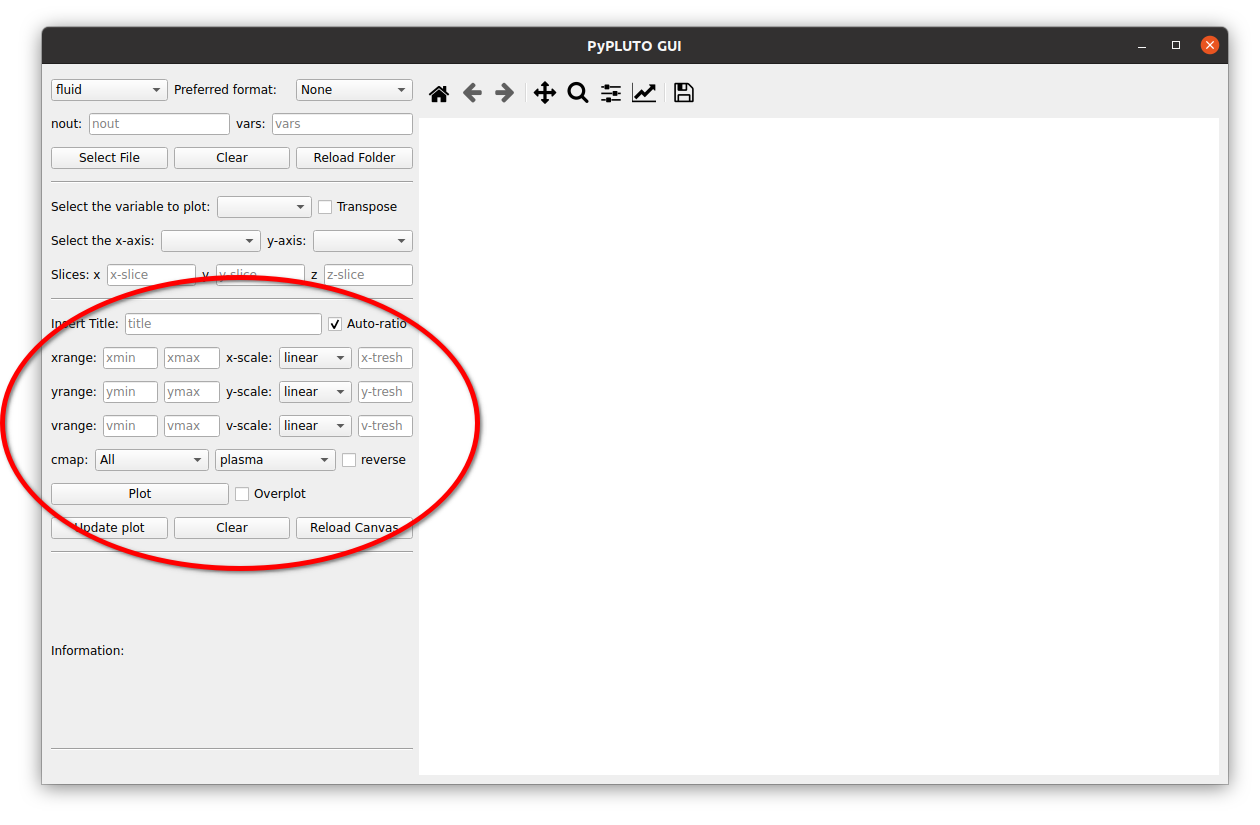 PyPLUTO GUI
fluid Preferred format: None
nout: nout vars: vars
Select File Clear Reload Folder
Select the variable to plot: Transpose
Select the x-axis: y-axis:
Slices: x x-slice y y-slice z z-slice
Insert Title: title Auto-ratio
xrange: xmin xmax x-scale: linear x-tresh
yrange: ymin ymax y-scale: linear y-tresh
vrange: vmin vmax v-scale: linear v-tresh
cmap: All plasma reverse
Plot Overplot
Update plot Clear Reload Canvas
Information: